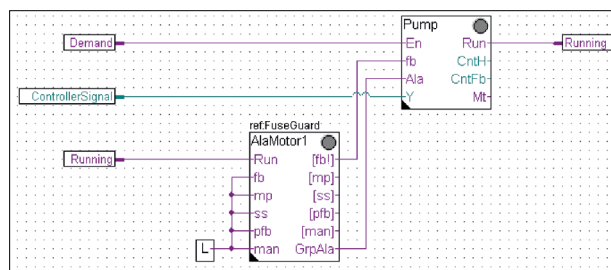 Pump
Demand En Run Running
fb CntH
Ala CntFb
ControllerSignal Y Mt
ref:FuseGuard
AlaMotor1
Running Run [fb!]
fb [mp]
mp [ss]
ss [pfb]
pfb [man]
L man GrpAla